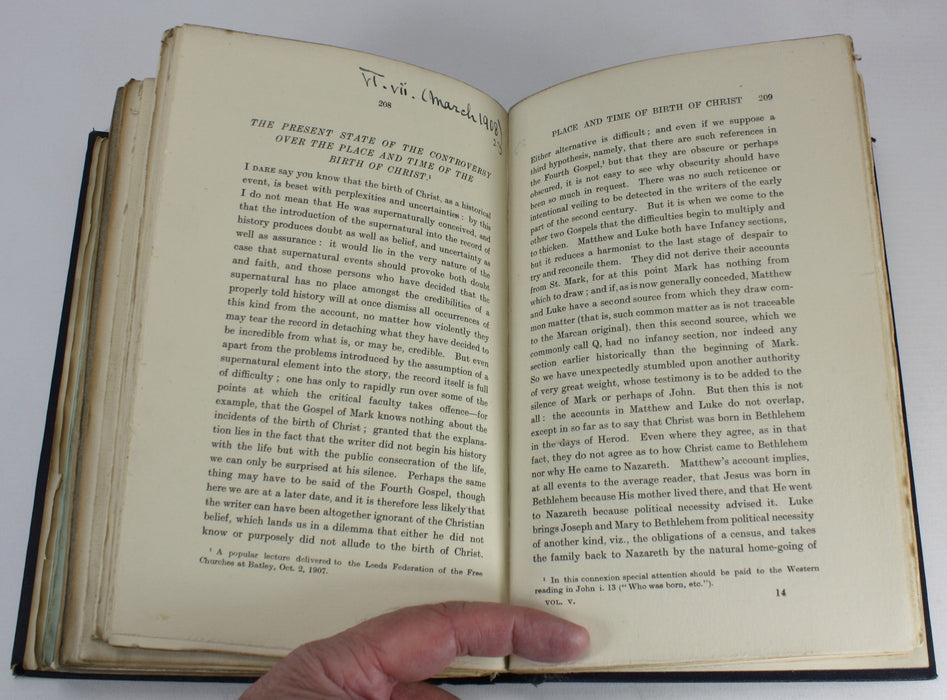 VI. vii. (March 1908)
208
THE PRESENT STATE OF THE CONTROVERSY
OVER THE PLACE AND TIME OF THE
BIRTH OF CHRIST.¹
I DARE say you know that the birth of Christ, as a historical
event, is beset with perplexities and uncertainties: by this
I do not mean that He was supernaturally conceived, and
that the introduction of the supernatural into the record of
history produces doubt as well as belief, and uncertainty as
well as assurance: it would lie in the very nature of the
case that supernatural events should provoke both doubt
and faith, and those persons who have decided that the
supernatural has no place amongst the credibilities of a
properly told history will at once dismiss all occurrences of
this kind from the account, no matter how violently they
may tear the record in detaching what they have decided to
be incredible from what is, or may be, credible. But even
apart from the problems introduced by the assumption of a
supernatural element into the story, the record itself is full
of difficulty; one has only to rapidly run over some of the
points at which the critical faculty takes offence—for
example, that the Gospel of Mark knows nothing about the
incidents of the birth of Christ; granted that the explana-
tion lies in the fact that the writer did not begin his history
with the life but with the public consecration of the life,
we can only be surprised at his silence. Perhaps the same
thing may have to be said of the Fourth Gospel, though
here we are at a later date, and it is therefore less likely that
the writer can have been altogether ignorant of the Christian
belief, which lands us in a dilemma that either he did not
know or purposely did not allude to the birth of Christ.
¹ A popular lecture delivered to the Leeds Federation of the Free
Churches at Batley, Oct. 2, 1907.
PLACE AND TIME OF BIRTH OF CHRIST 209
Either alternative is difficult; and even if we suppose a
third hypothesis, namely, that there are such references in
the Fourth Gospel,¹ but that they are obscure or perhaps
obscured, it is not easy to see why obscurity should have
been so much in request. There was no such reticence or
intentional veiling to be detected in the writers of the early
part of the second century. But it is when we come to the
other two Gospels that the difficulties begin to multiply and
to thicken. Matthew and Luke both have Infancy sections,
but it reduces a harmonist to the last stage of despair to
try and reconcile them. They did not derive their accounts
from St. Mark, for at this point Mark has nothing from
which to draw; and if, as is now generally conceded, Matthew
and Luke have a second source from which they draw com-
mon matter (that is, such common matter as is not traceable
to the Marcan original), then this second source, which we
commonly call Q, had no infancy section, nor indeed any
section earlier historically than the beginning of Mark.
So we have unexpectedly stumbled upon another authority
of very great weight, whose testimony is to be added to the
silence of Mark or perhaps of John. But then this is not
all: the accounts in Matthew and Luke do not overlap,
except in so far as to say that Christ was born in Bethlehem
in the days of Herod. Even where they agree, as in that
fact, they do not agree as to how Christ came to Bethlehem
nor why He came to Nazareth. Matthew's account implies,
at all events to the average reader, that Jesus was born in
Bethlehem because His mother lived there, and that He went
to Nazareth because political necessity advised it. Luke
brings Joseph and Mary to Bethlehem from political necessity
of another kind, viz., the obligations of a census, and takes
the family back to Nazareth by the natural home-going of
¹ In this connexion special attention should be paid to the Western
reading in John i. 13 ("Who was born, etc.").
VOL. V. 14